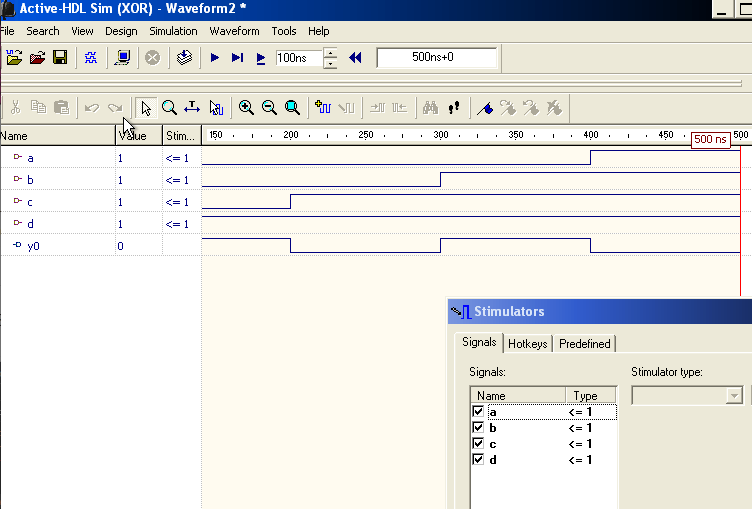 Active-HDL Sim (XOR) - Waveform2 *
File Search View Design Simulation Waveform Tools Help
100ns 500ns+0
Name Value Stim... 150 200 250 300 350 400 450 500
500 ns
a 1 <= 1
b 1 <= 1
c 1 <= 1
d 1 <= 1
y0 0
Stimulators
Signals Hotkeys Predefined
Signals: Stimulator type:
Name Type
a <= 1
b <= 1
c <= 1
d <= 1